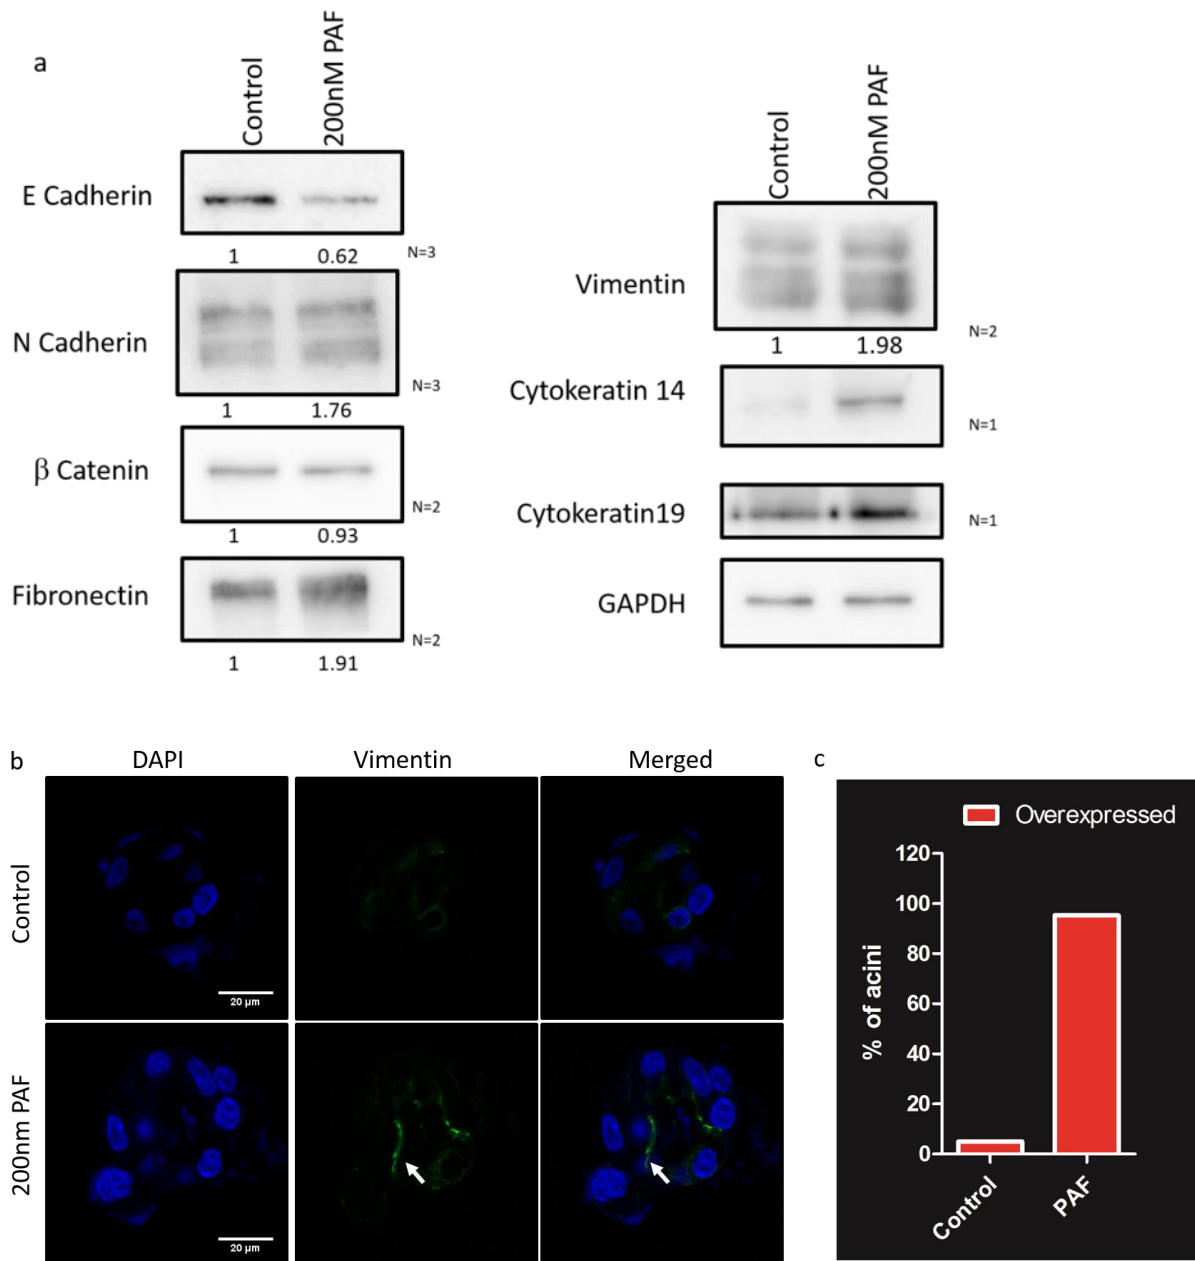 a
Control
200nM PAF
E Cadherin
1 0.62 N=3
N Cadherin
N=3
1 1.76
β Catenin
N=2
1 0.93
Fibronectin
N=2
1 1.91
Control
200nM PAF
Vimentin
N=2
1 1.98
Cytokeratin 14
N=1
Cytokeratin19
N=1
GAPDH
b
DAPI Vimentin Merged
Control
20 μm
200nm PAF
20 μm
c
Overexpressed
% of acini
120
100
80
60
40
20
0
Control
PAF